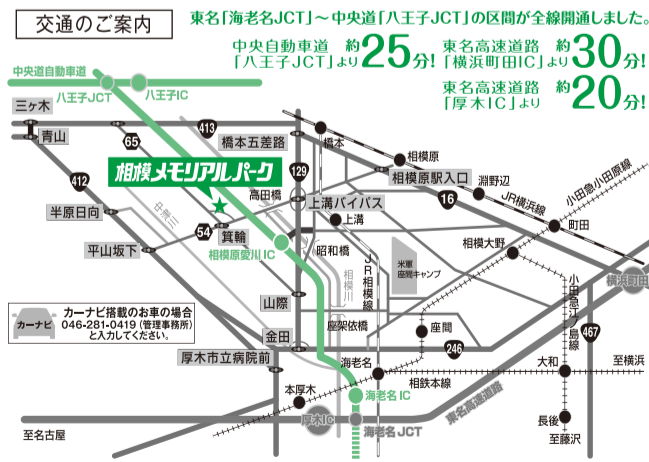 交通のご案内
東名「海老名JCT」～中央道「八王子JCT」の区間が全線開通しました。
中央自動車道 約25分!
「八王子JCT」より
東名高速道路 約30分!
「横浜町田IC」より
東名高速道路 約20分!
「厚木IC」より
中央道自動車道
八王子JCT
八王子IC
三ヶ木
青山
65
413
橋本五差路
橋本
相模原
小田急小田原線
412
相模メモリアルパーク
129
相模原駅入口
淵野辺
JR横浜線
高田橋
上溝バイパス
上溝
16
町田
半原日向
54
箕輪
平山坂下
相模原愛川IC
昭和橋
相模川
JR相模線
米軍
座間キャンプ
相模大野
小田急江ノ島線
横浜町田
山際
座架依橋
座間
467
カーナビ
カーナビ搭載のお車の場合
046-281-0419（管理事務所）
と入力してください。
金田
246
厚木市立病院前
海老名
大和
至横浜
相鉄本線
本厚木
海老名IC
東名高速道路
長後
厚木IC
海老名JCT
至名古屋
至藤沢